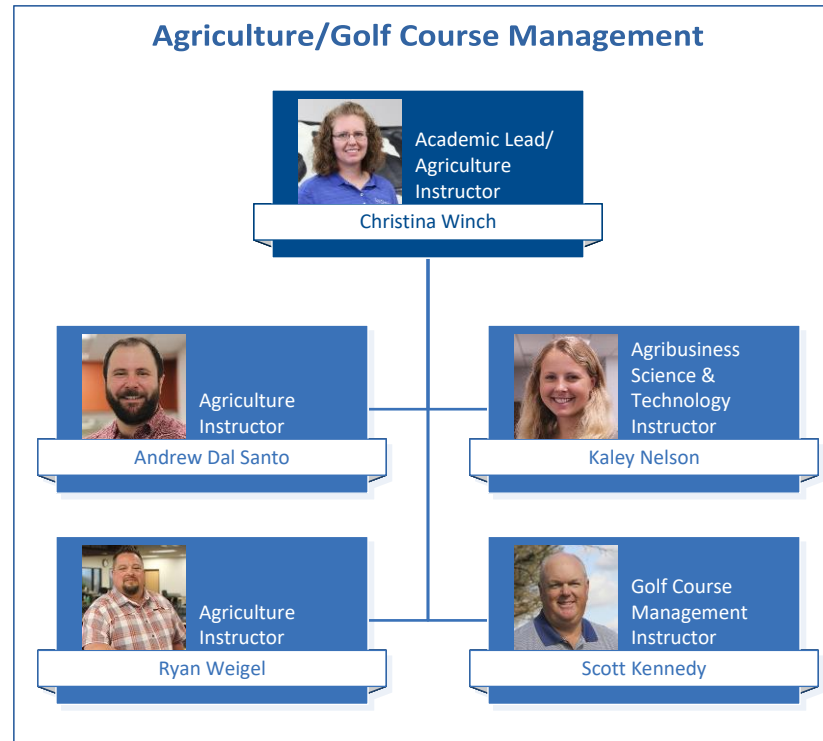 Agriculture/Golf Course Management
Academic Lead/
Agriculture
Instructor
Christina Winch
Agriculture
Instructor
Andrew Dal Santo
Agribusiness
Science &
Technology
Instructor
Kaley Nelson
Agriculture
Instructor
Ryan Weigel
Golf Course
Management
Instructor
Scott Kennedy